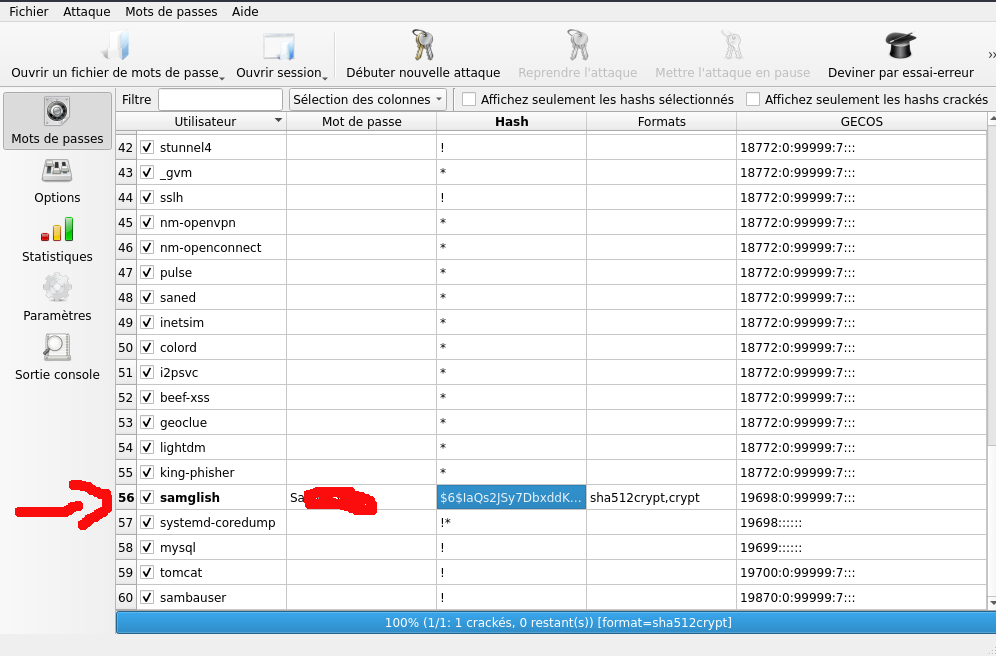 Fichier Attaque Mots de passes Aide
Ouvrir un fichier de mots de passe Ouvrir session Débuter nouvelle attaque Reprendre l'attaque Mettre l'attaque en pause Deviner par essai-erreur »
Mots de passes
Options
Statistiques
Paramètres
Sortie console
Filtre Sélection des colonnes Affichez seulement les hashs sélectionnés Affichez seulement les hashs crackés
Utilisateur Mot de passe Hash Formats GECOS
42 stunnel4 ! 18772:0:99999:7:::
43 _gvm * 18772:0:99999:7:::
44 sslh ! 18772:0:99999:7:::
45 nm-openvpn * 18772:0:99999:7:::
46 nm-openconnect * 18772:0:99999:7:::
47 pulse * 18772:0:99999:7:::
48 saned * 18772:0:99999:7:::
49 inetsim * 18772:0:99999:7:::
50 colord * 18772:0:99999:7:::
51 i2psvc * 18772:0:99999:7:::
52 beef-xss * 18772:0:99999:7:::
53 geoclue * 18772:0:99999:7:::
54 lightdm * 18772:0:99999:7:::
55 king-phisher * 18772:0:99999:7:::
56 samglish $6$IaQs2JSy7DbxddK... sha512crypt,crypt 19698:0:99999:7:::
57 systemd-coredump !* 19698::::::
58 mysql ! 19699::::::
59 tomcat ! 19700:0:99999:7:::
60 sambauser ! 19870:0:99999:7:::
100% (1/1: 1 crackés, 0 restant(s)) [format=sha512crypt]